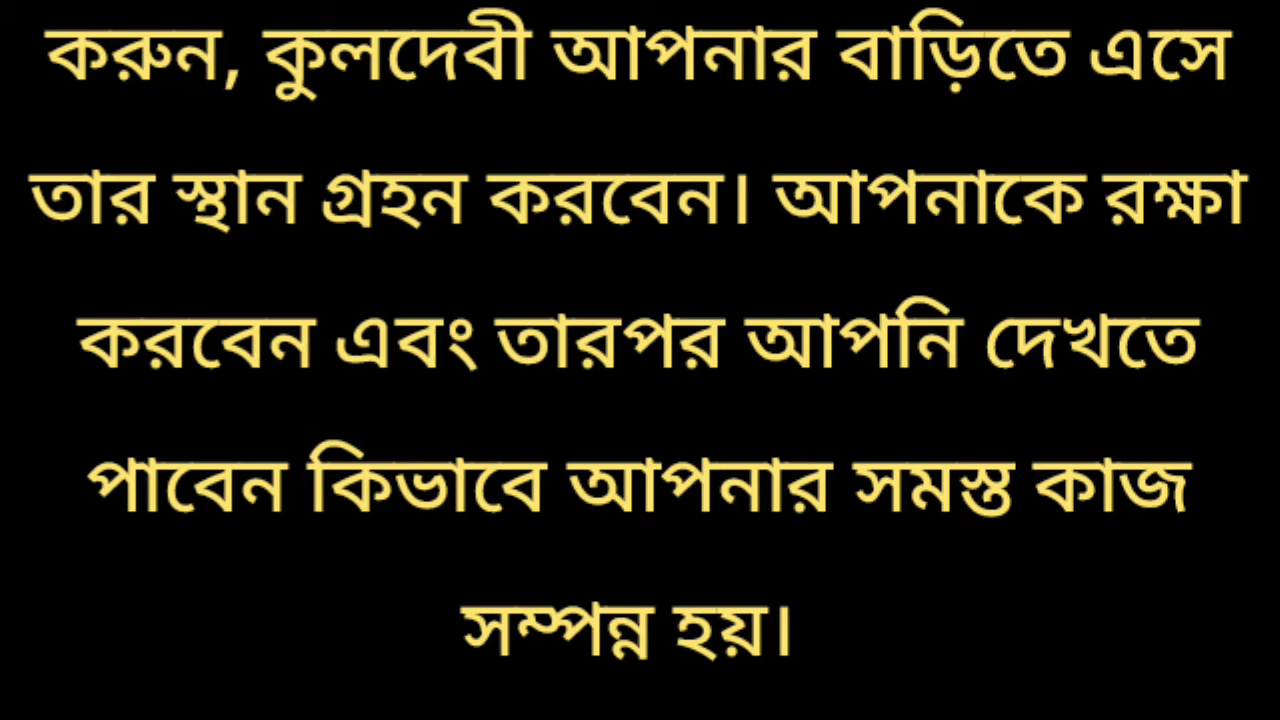 করুন, কুলদেবী আপনার বাড়িতে এসে
তার স্থান গ্রহন করবেন। আপনাকে রক্ষা
করবেন এবং তারপর আপনি দেখতে
পাবেন কিভাবে আপনার সমস্ত কাজ
সম্পন্ন হয়।